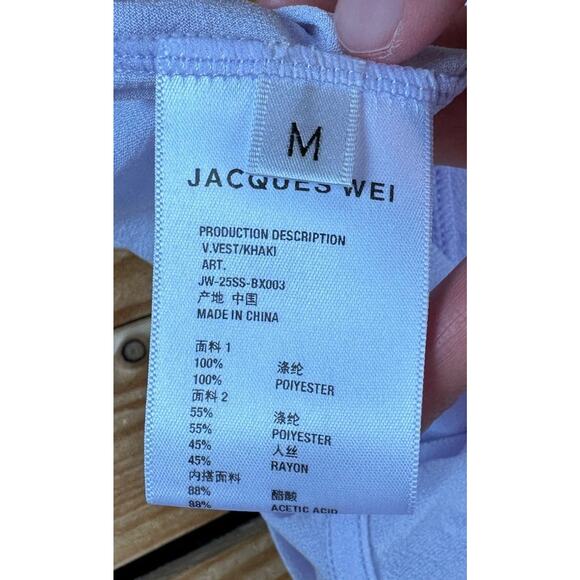 M
JACQUES WEI
PRODUCTION DESCRIPTION
V.VEST/KHAKI
ART.
JW-25SS-BX003
产地 中国
MADE IN CHINA
面料 1
100% 涤纶
100% POIYESTER
面料 2
55% 涤纶
55% POIYESTER
45% 人丝
45% RAYON
内搭面料
88% 醋酸
88% ACETIC ACID